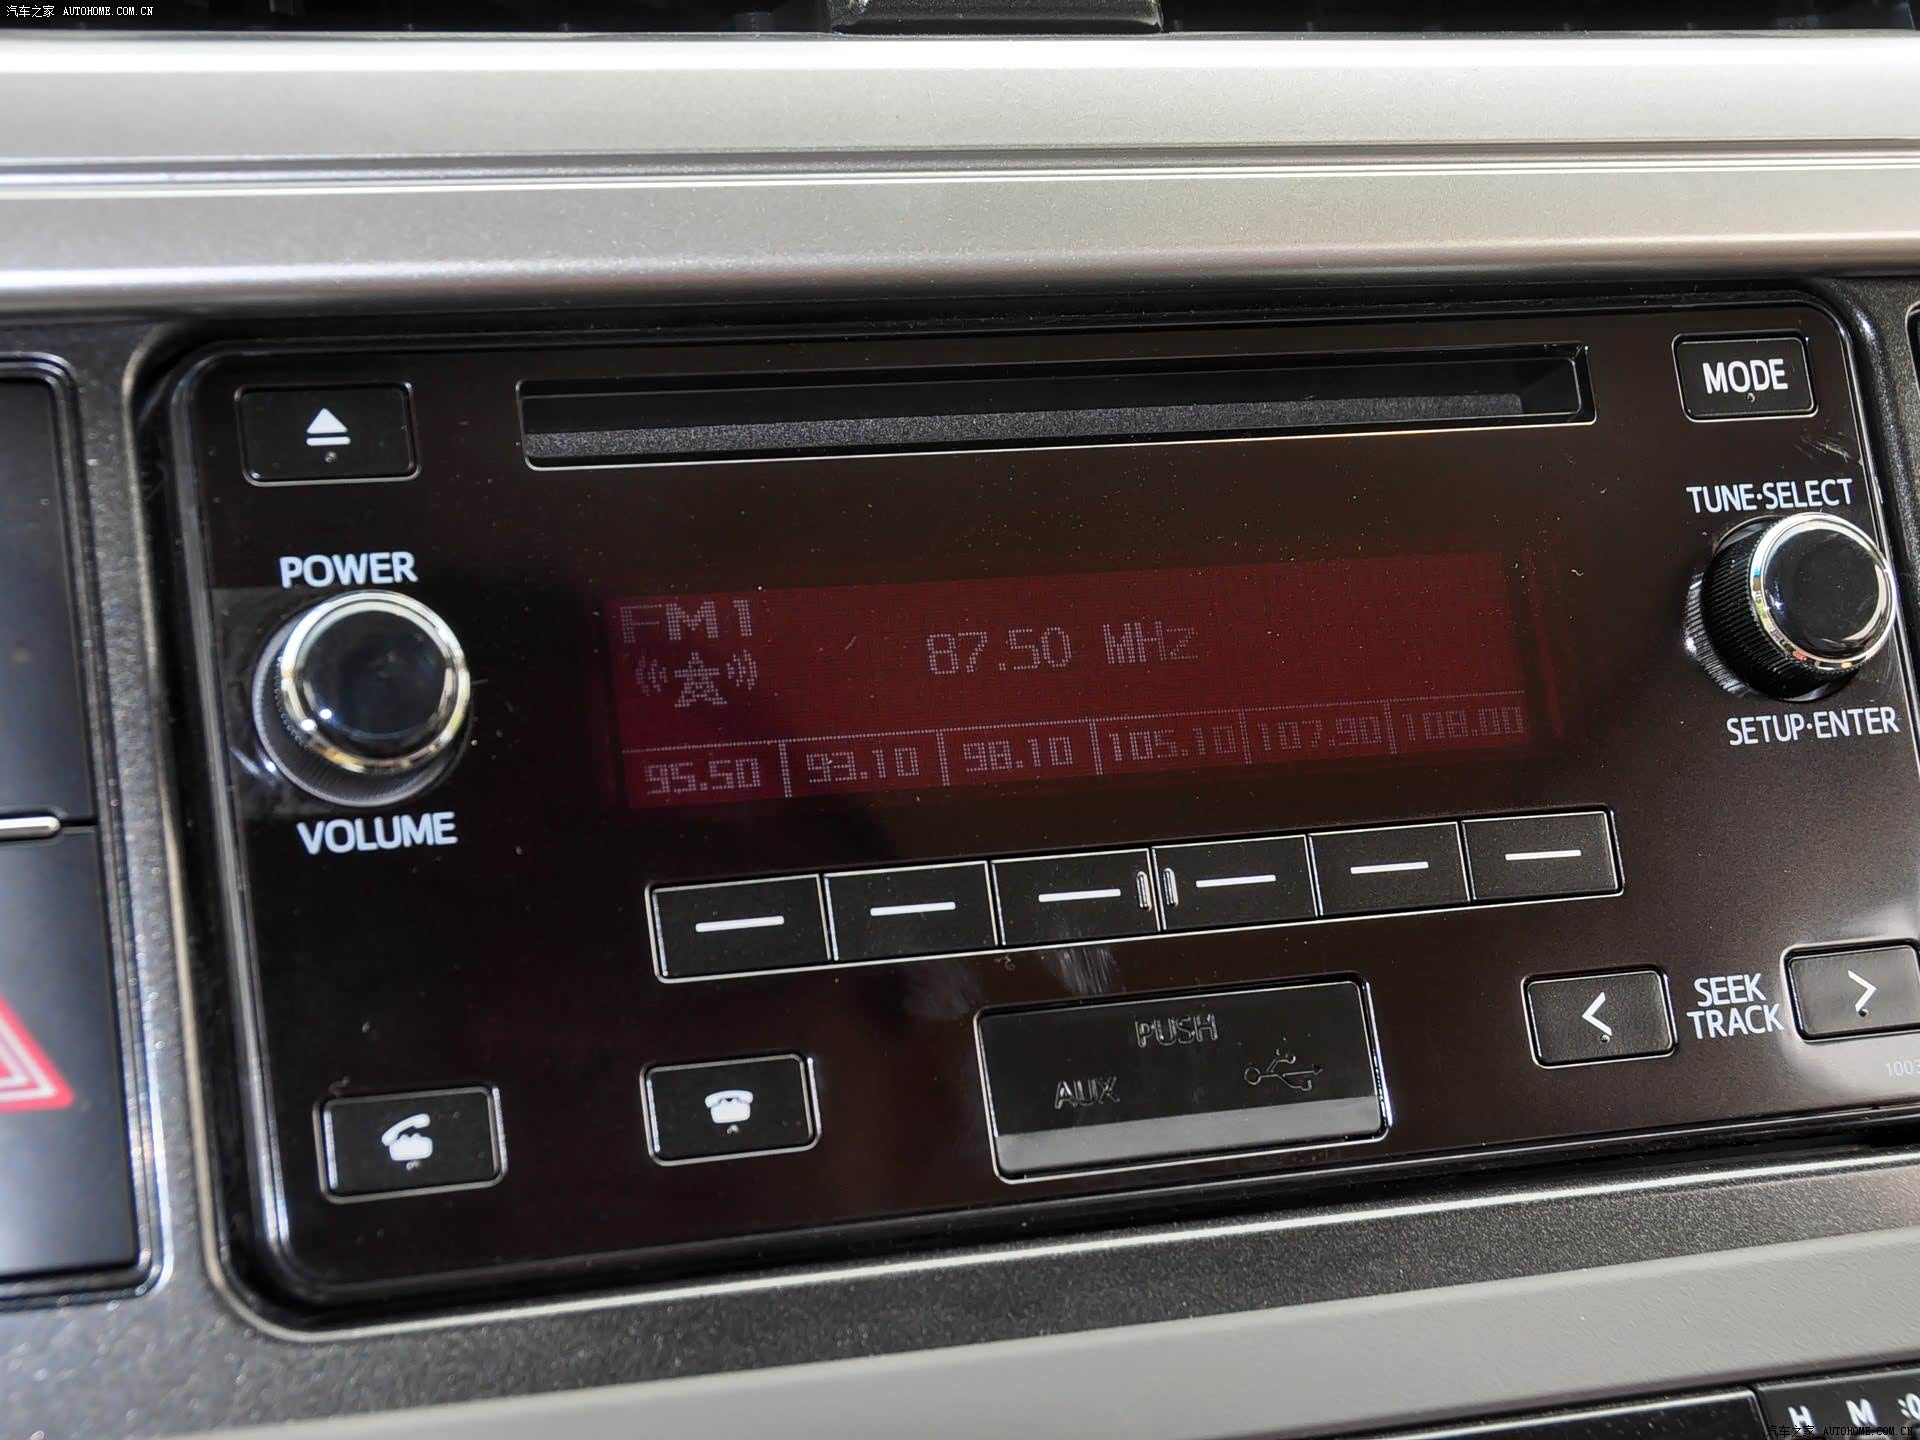 汽车之家 AUTOHOME.COM.CN
MODE
TUNE·SELECT
POWER
FM1
87.50 MHz
SETUP·ENTER
95.50 93.10 98.10 105.10 107.90 108.00
VOLUME
SEEK
TRACK
PUSH
AUX
1003
H M :0
汽车之家 AUTOHOME.COM.CN